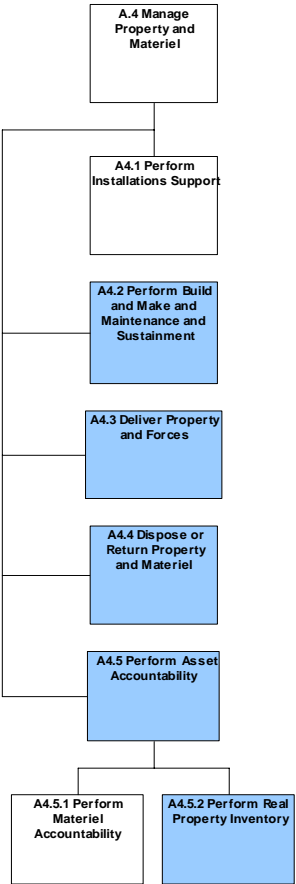 A.4 Manage
Property and
Materiel
A4.1 Perform
Installations Support
A4.2 Perform Build
and Make and
Maintenance and
Sustainment
A4.3 Deliver Property
and Forces
A4.4 Dispose or
Return Property
and Materiel
A4.5 Perform Asset
Accountability
A4.5.1 Perform
Materiel
Accountability
A4.5.2 Perform Real
Property Inventory